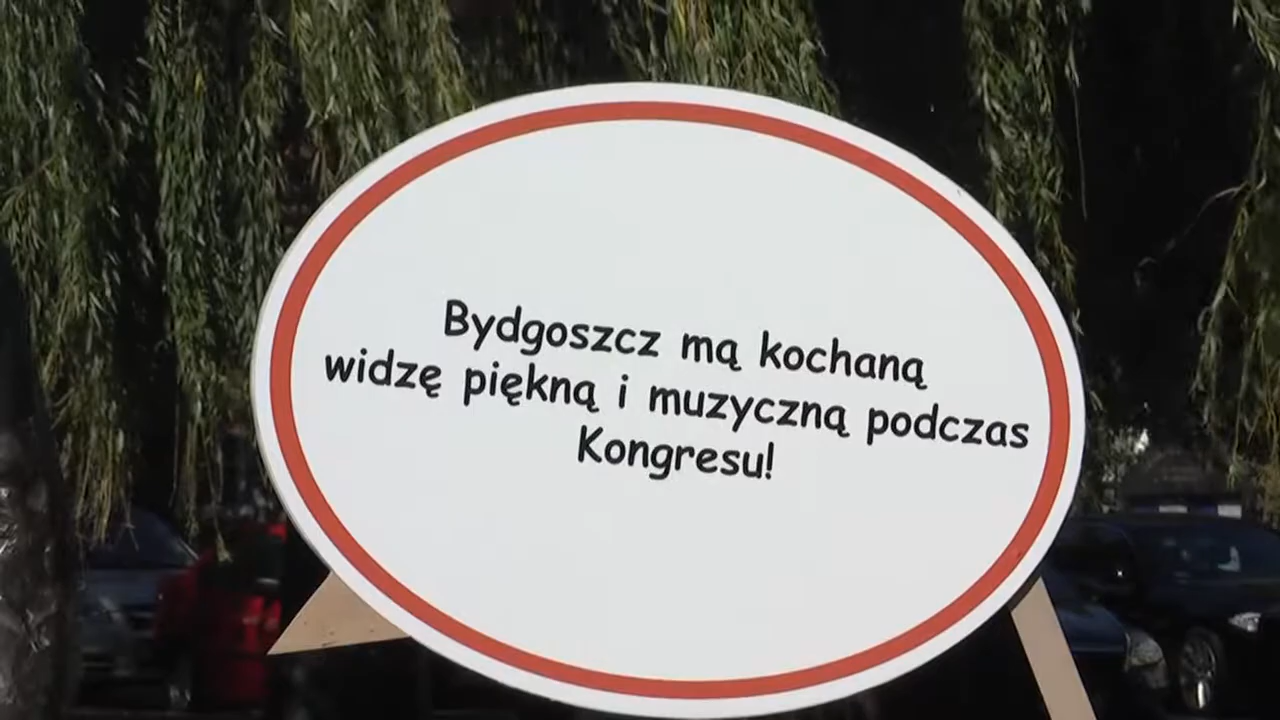 Bydgoszcz mą kochaną
widzę piękną i muzyczną podczas
Kongresu!